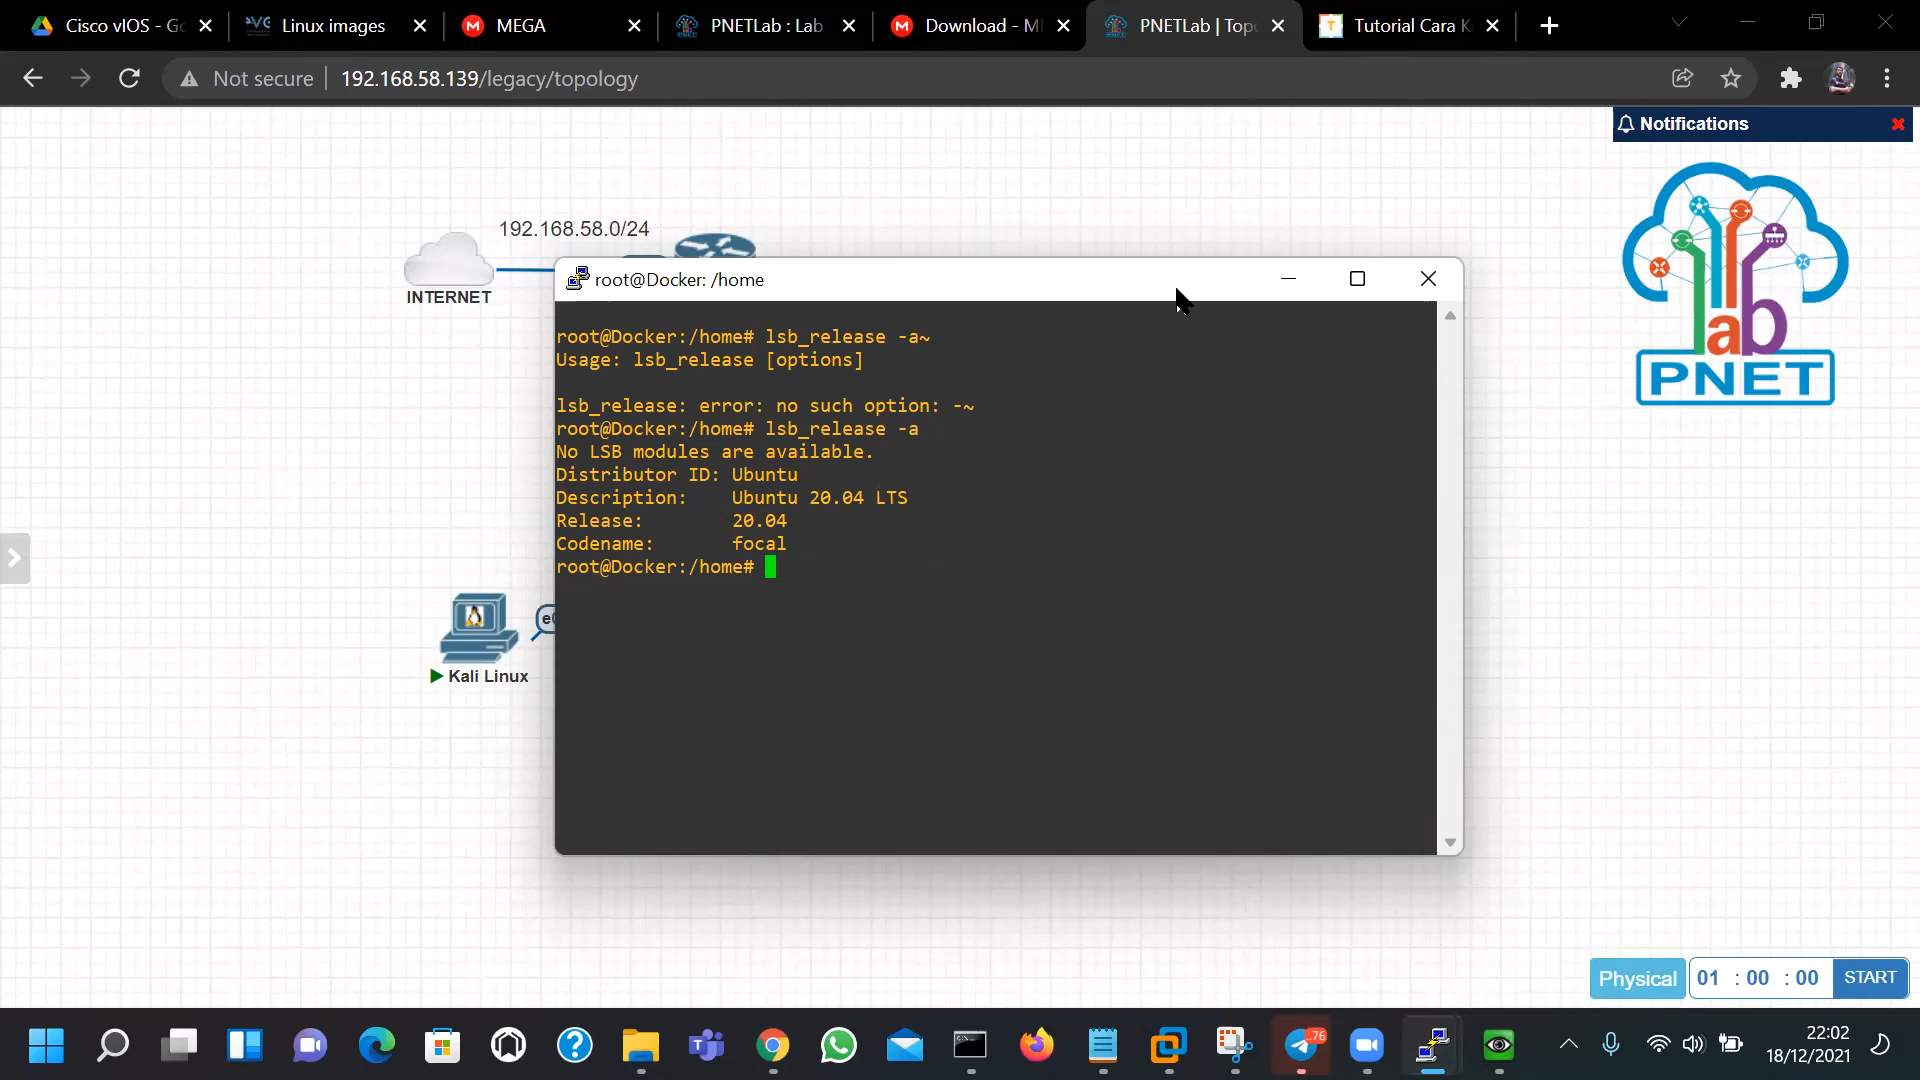 Cisco vIOS - Go
Linux images
MEGA
PNETLab : Lab
Download - MI
PNETLab | Topo
Tutorial Cara K
Not secure
192.168.58.139/legacy/topology
Notifications
192.168.58.0/24
INTERNET
root@Docker: /home
root@Docker:/home# lsb_release -a~
Usage: lsb_release [options]
lsb_release: error: no such option: -~
root@Docker:/home# lsb_release -a
No LSB modules are available.
Distributor ID: Ubuntu
Description: Ubuntu 20.04 LTS
Release: 20.04
Codename: focal
root@Docker:/home#
lab
PNET
Kali Linux
Physical
01 : 00 : 00
START
76
22:02
18/12/2021